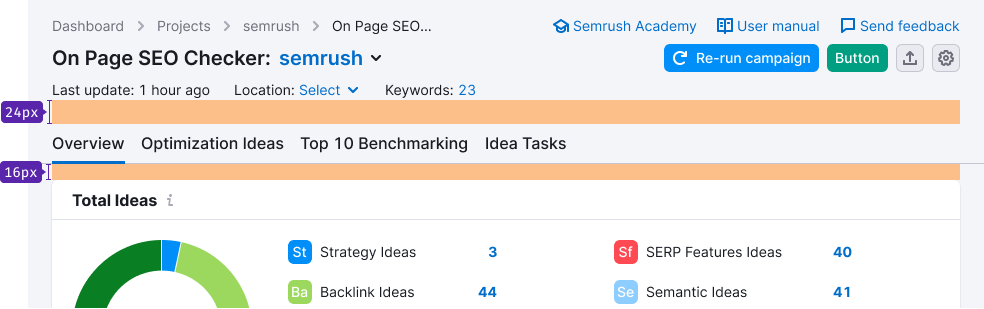 Dashboard > Projects > semrush > On Page SEO...
Semrush Academy User manual Send feedback
On Page SEO Checker: semrush
Re-run campaign Button
Last update: 1 hour ago Location: Select Keywords: 23
24px
Overview Optimization Ideas Top 10 Benchmarking Idea Tasks
16px
Total Ideas i
St Strategy Ideas 3
Sf SERP Features Ideas 40
Ba Backlink Ideas 44
Se Semantic Ideas 41